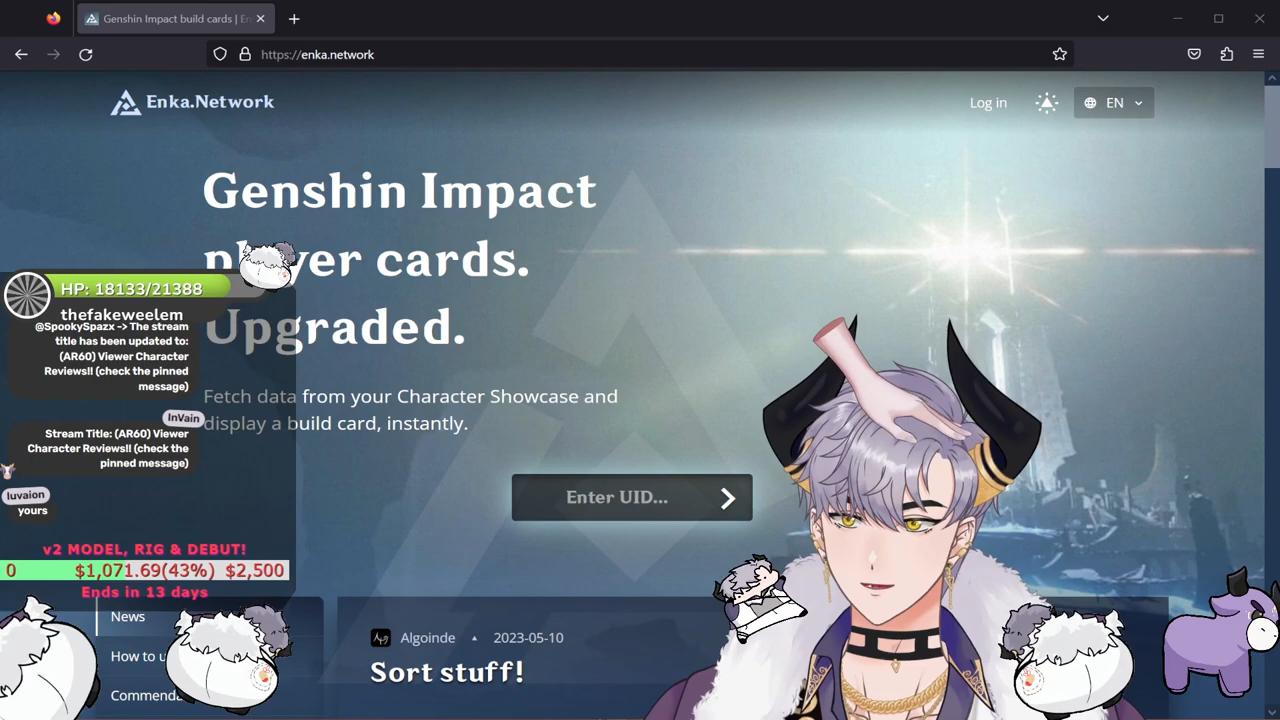 Genshin Impact build cards | En
https://enka.network
Enka.Network
Log in
EN
Genshin Impact
player cards.
Upgraded.
Fetch data from your Character Showcase and
display a build card, instantly.
Enter UID...
HP: 18133/21388
thefakeweelem
@SpookySpazx -> The stream
title has been updated to:
(AR60) Viewer Character
Reviews!! (check the pinned
message)
InVain
Stream Title: (AR60) Viewer
Character Reviews!! (check the
pinned message)
luvaion
yours
v2 MODEL, RIG & DEBUT!
0 $1,071.69(43%) $2,500
Ends in 13 days
News
How to u
Commenda
Algoinde ▲ 2023-05-10
Sort stuff!